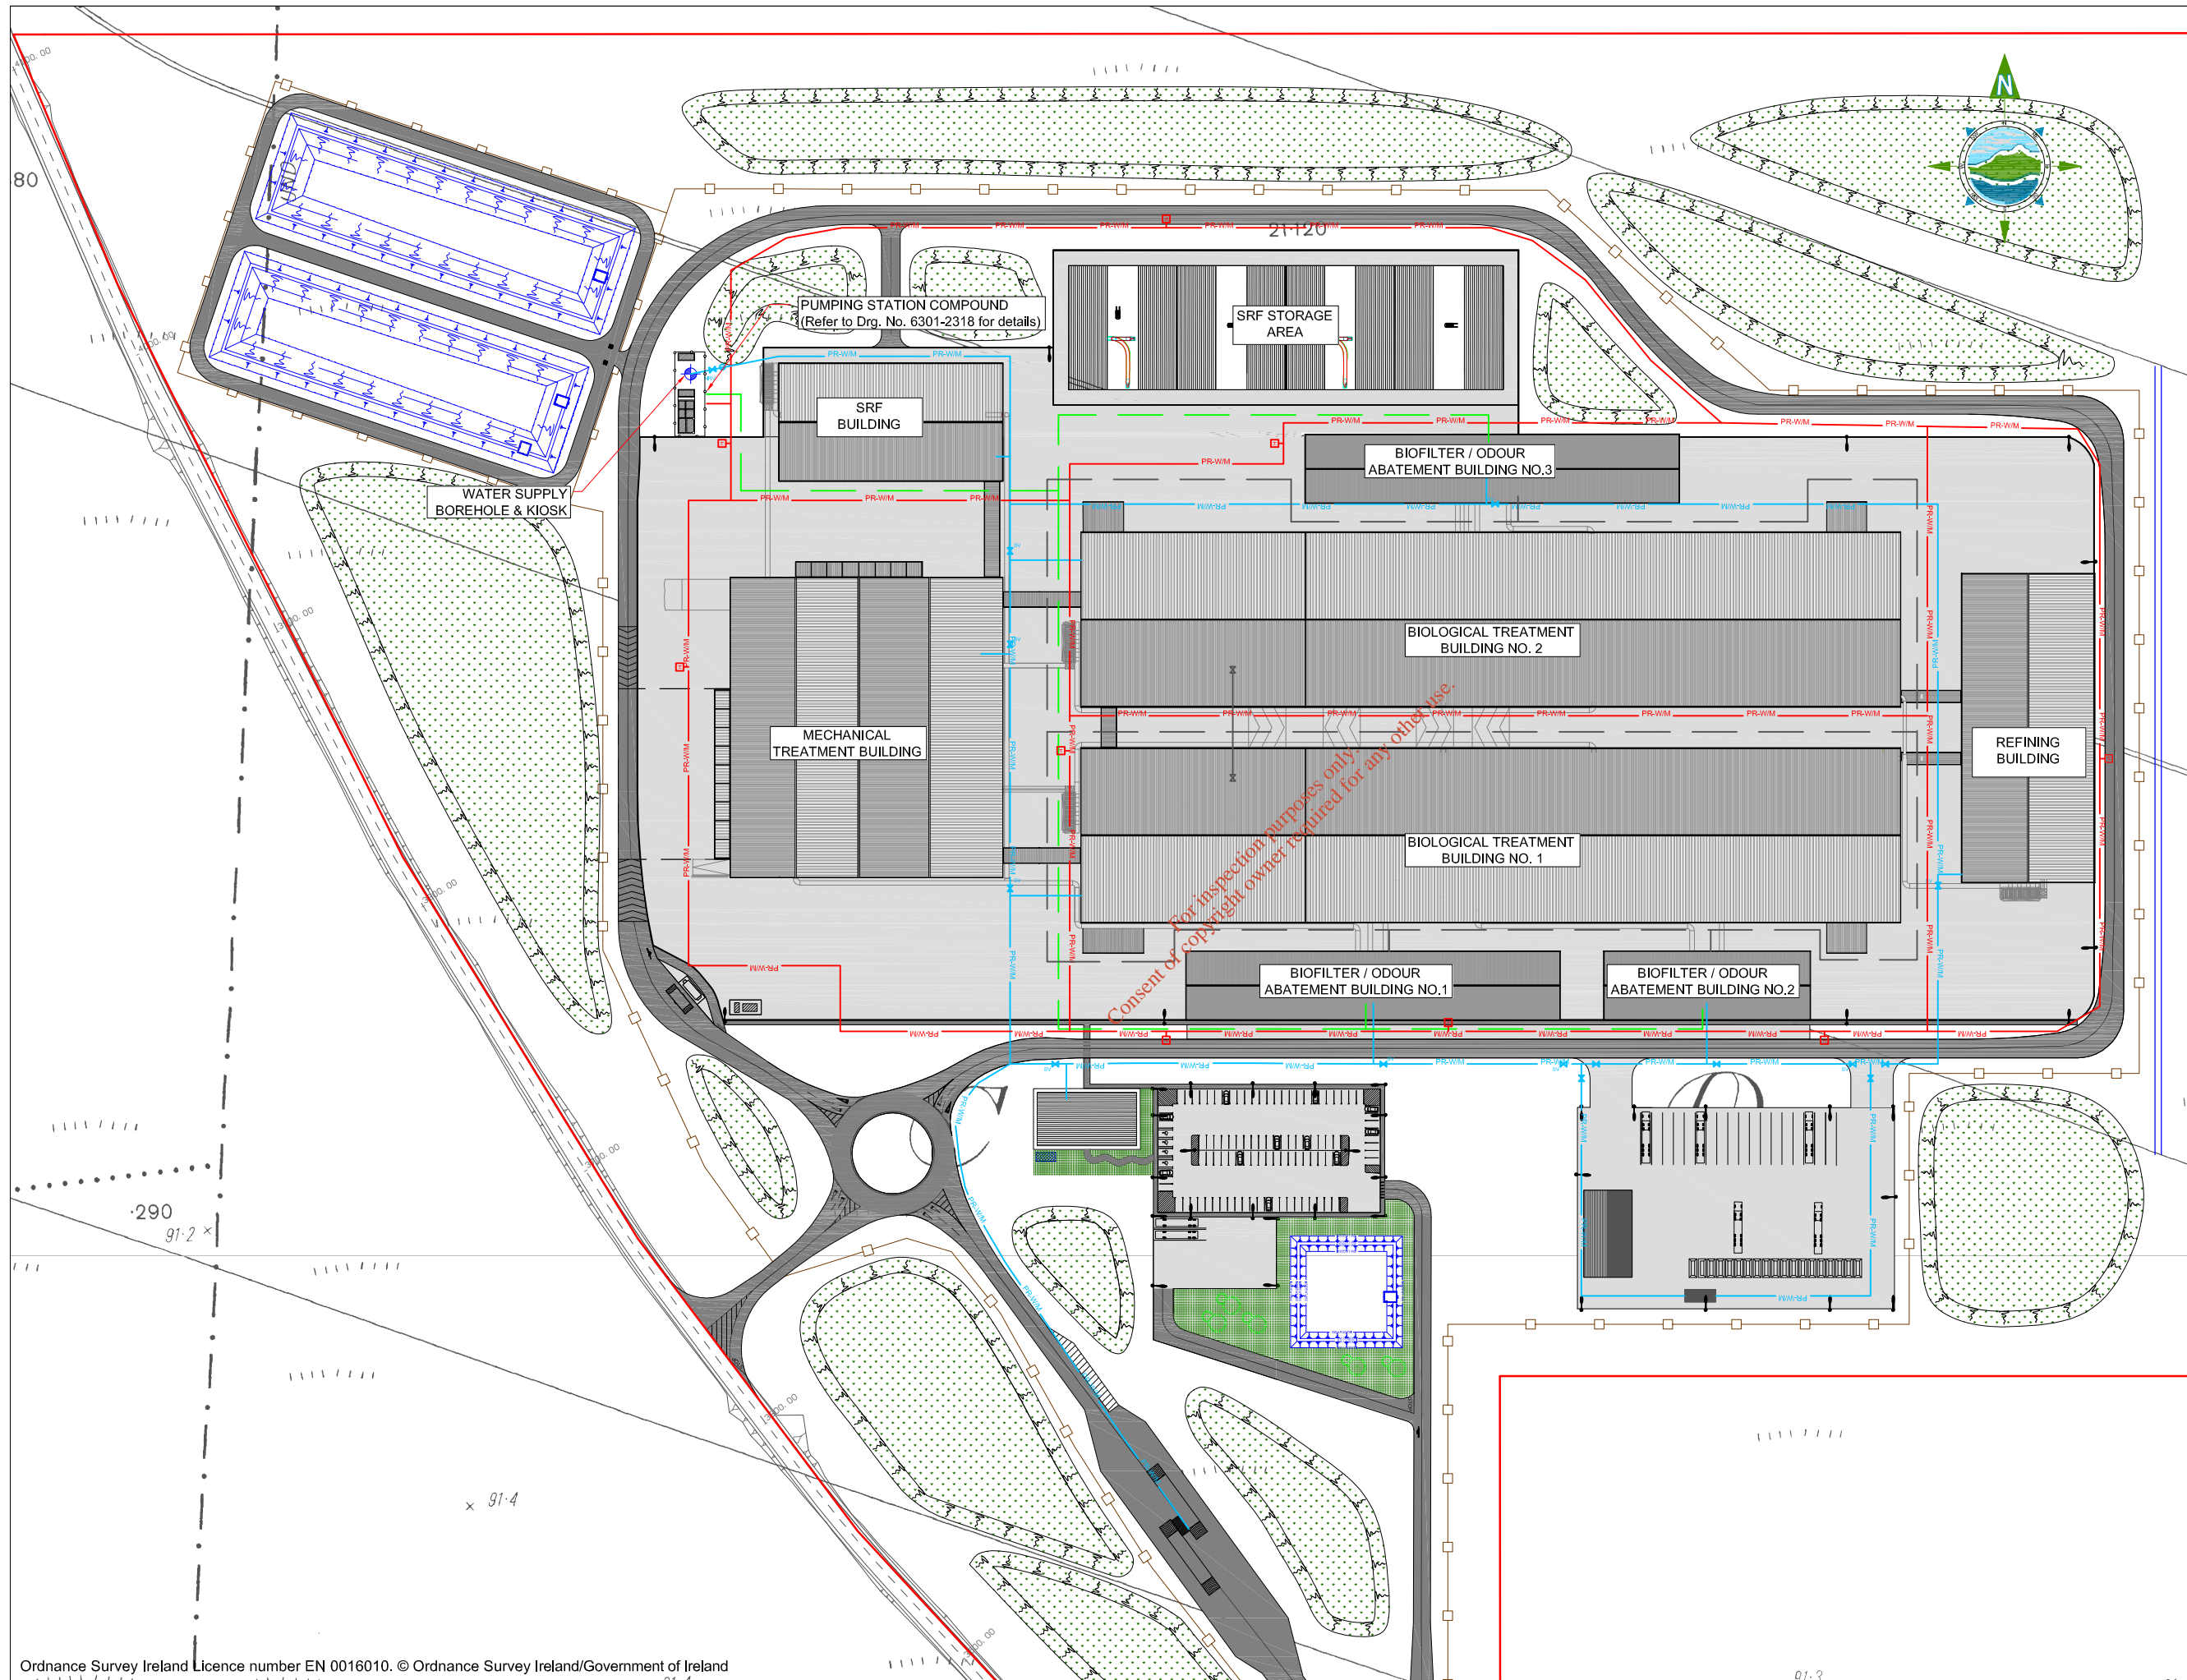 N
80
21·120
PUMPING STATION COMPOUND
(Refer to Drg. No. 6301-2318 for details)
SRF STORAGE
AREA
SRF
BUILDING
BIOFILTER / ODOUR
ABATEMENT BUILDING NO.3
WATER SUPPLY
BOREHOLE & KIOSK
BIOLOGICAL TREATMENT
BUILDING NO. 2
MECHANICAL
TREATMENT BUILDING
REFINING
BUILDING
BIOLOGICAL TREATMENT
BUILDING NO. 1
BIOFILTER / ODOUR
ABATEMENT BUILDING NO.1
BIOFILTER / ODOUR
ABATEMENT BUILDING NO.2
For inspection purposes only.
Consent of copyright owner required for any other use.
PR-W/M
·290
91·2
91·4
91·3
Ordnance Survey Ireland Licence number EN 0016010. © Ordnance Survey Ireland/Government of Ireland